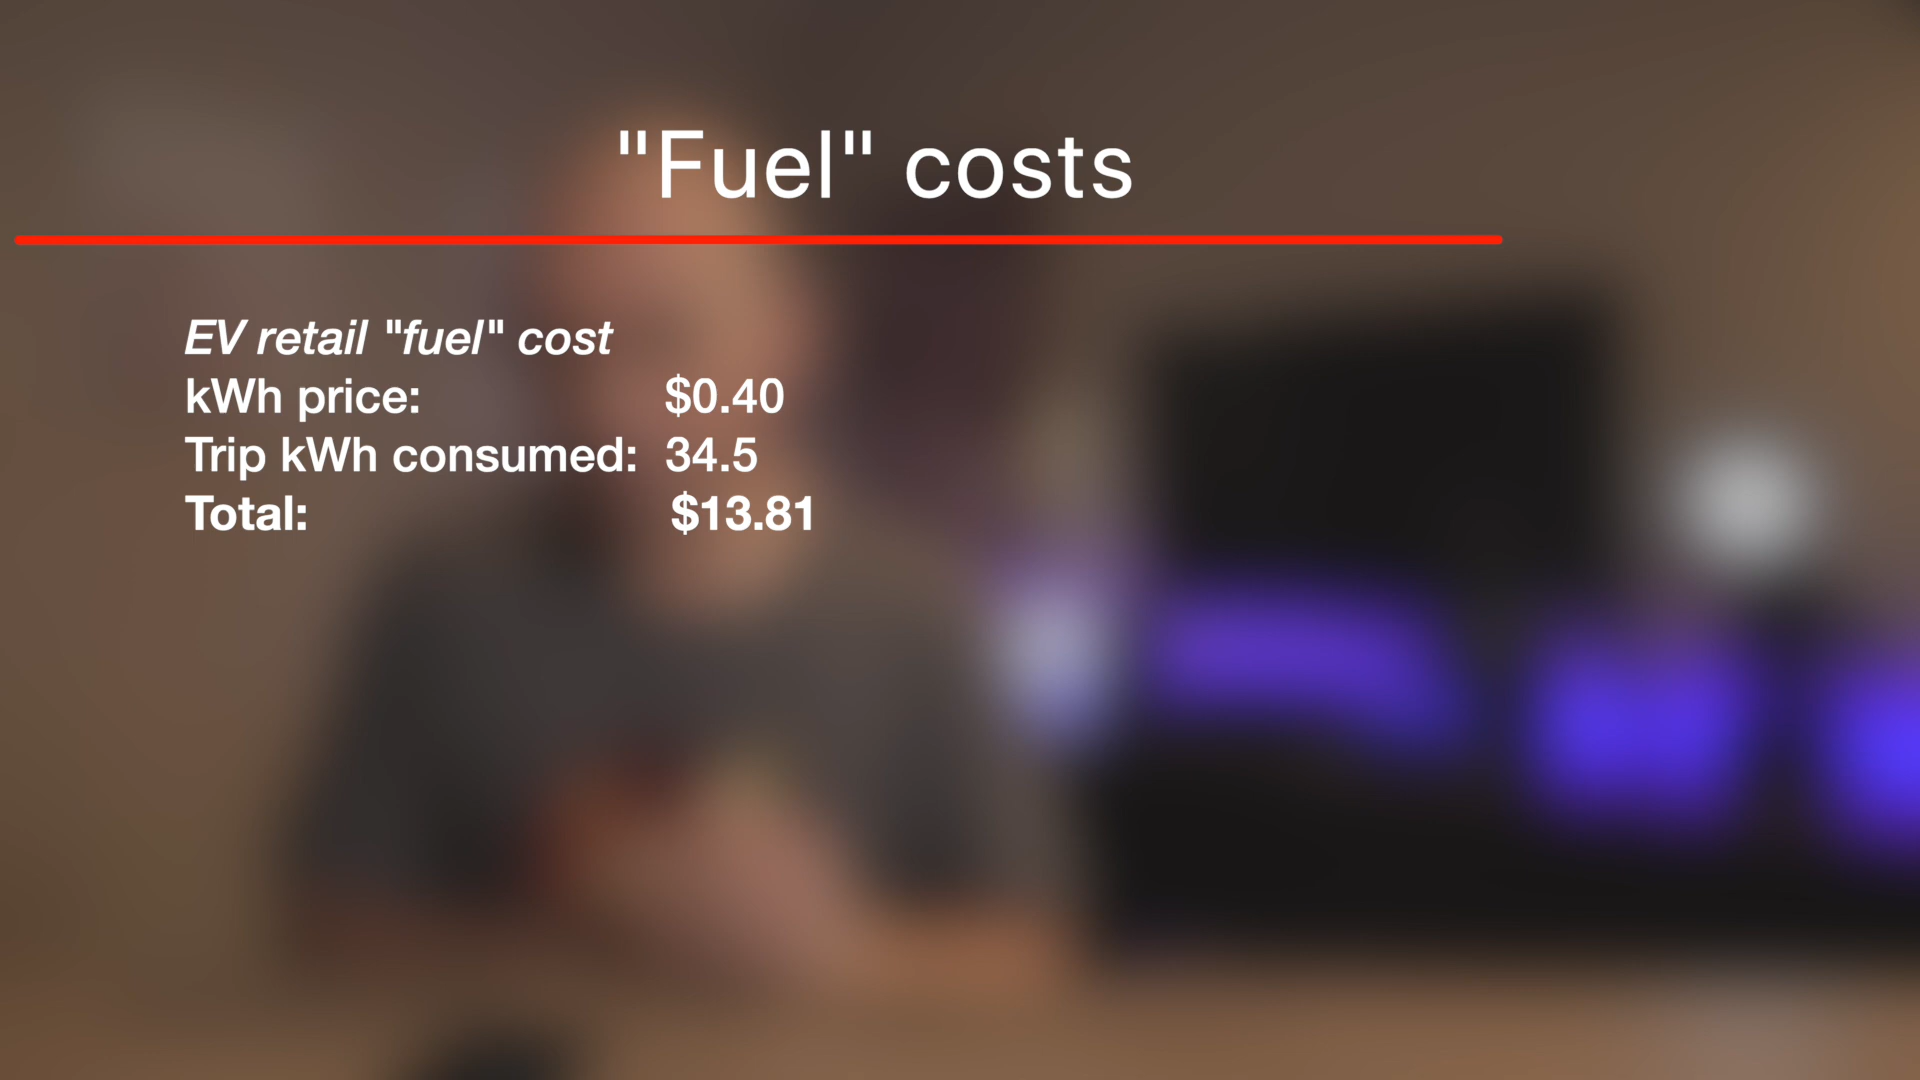 "Fuel" costs
EV retail "fuel" cost
kWh price: $0.40
Trip kWh consumed: 34.5
Total: $13.81